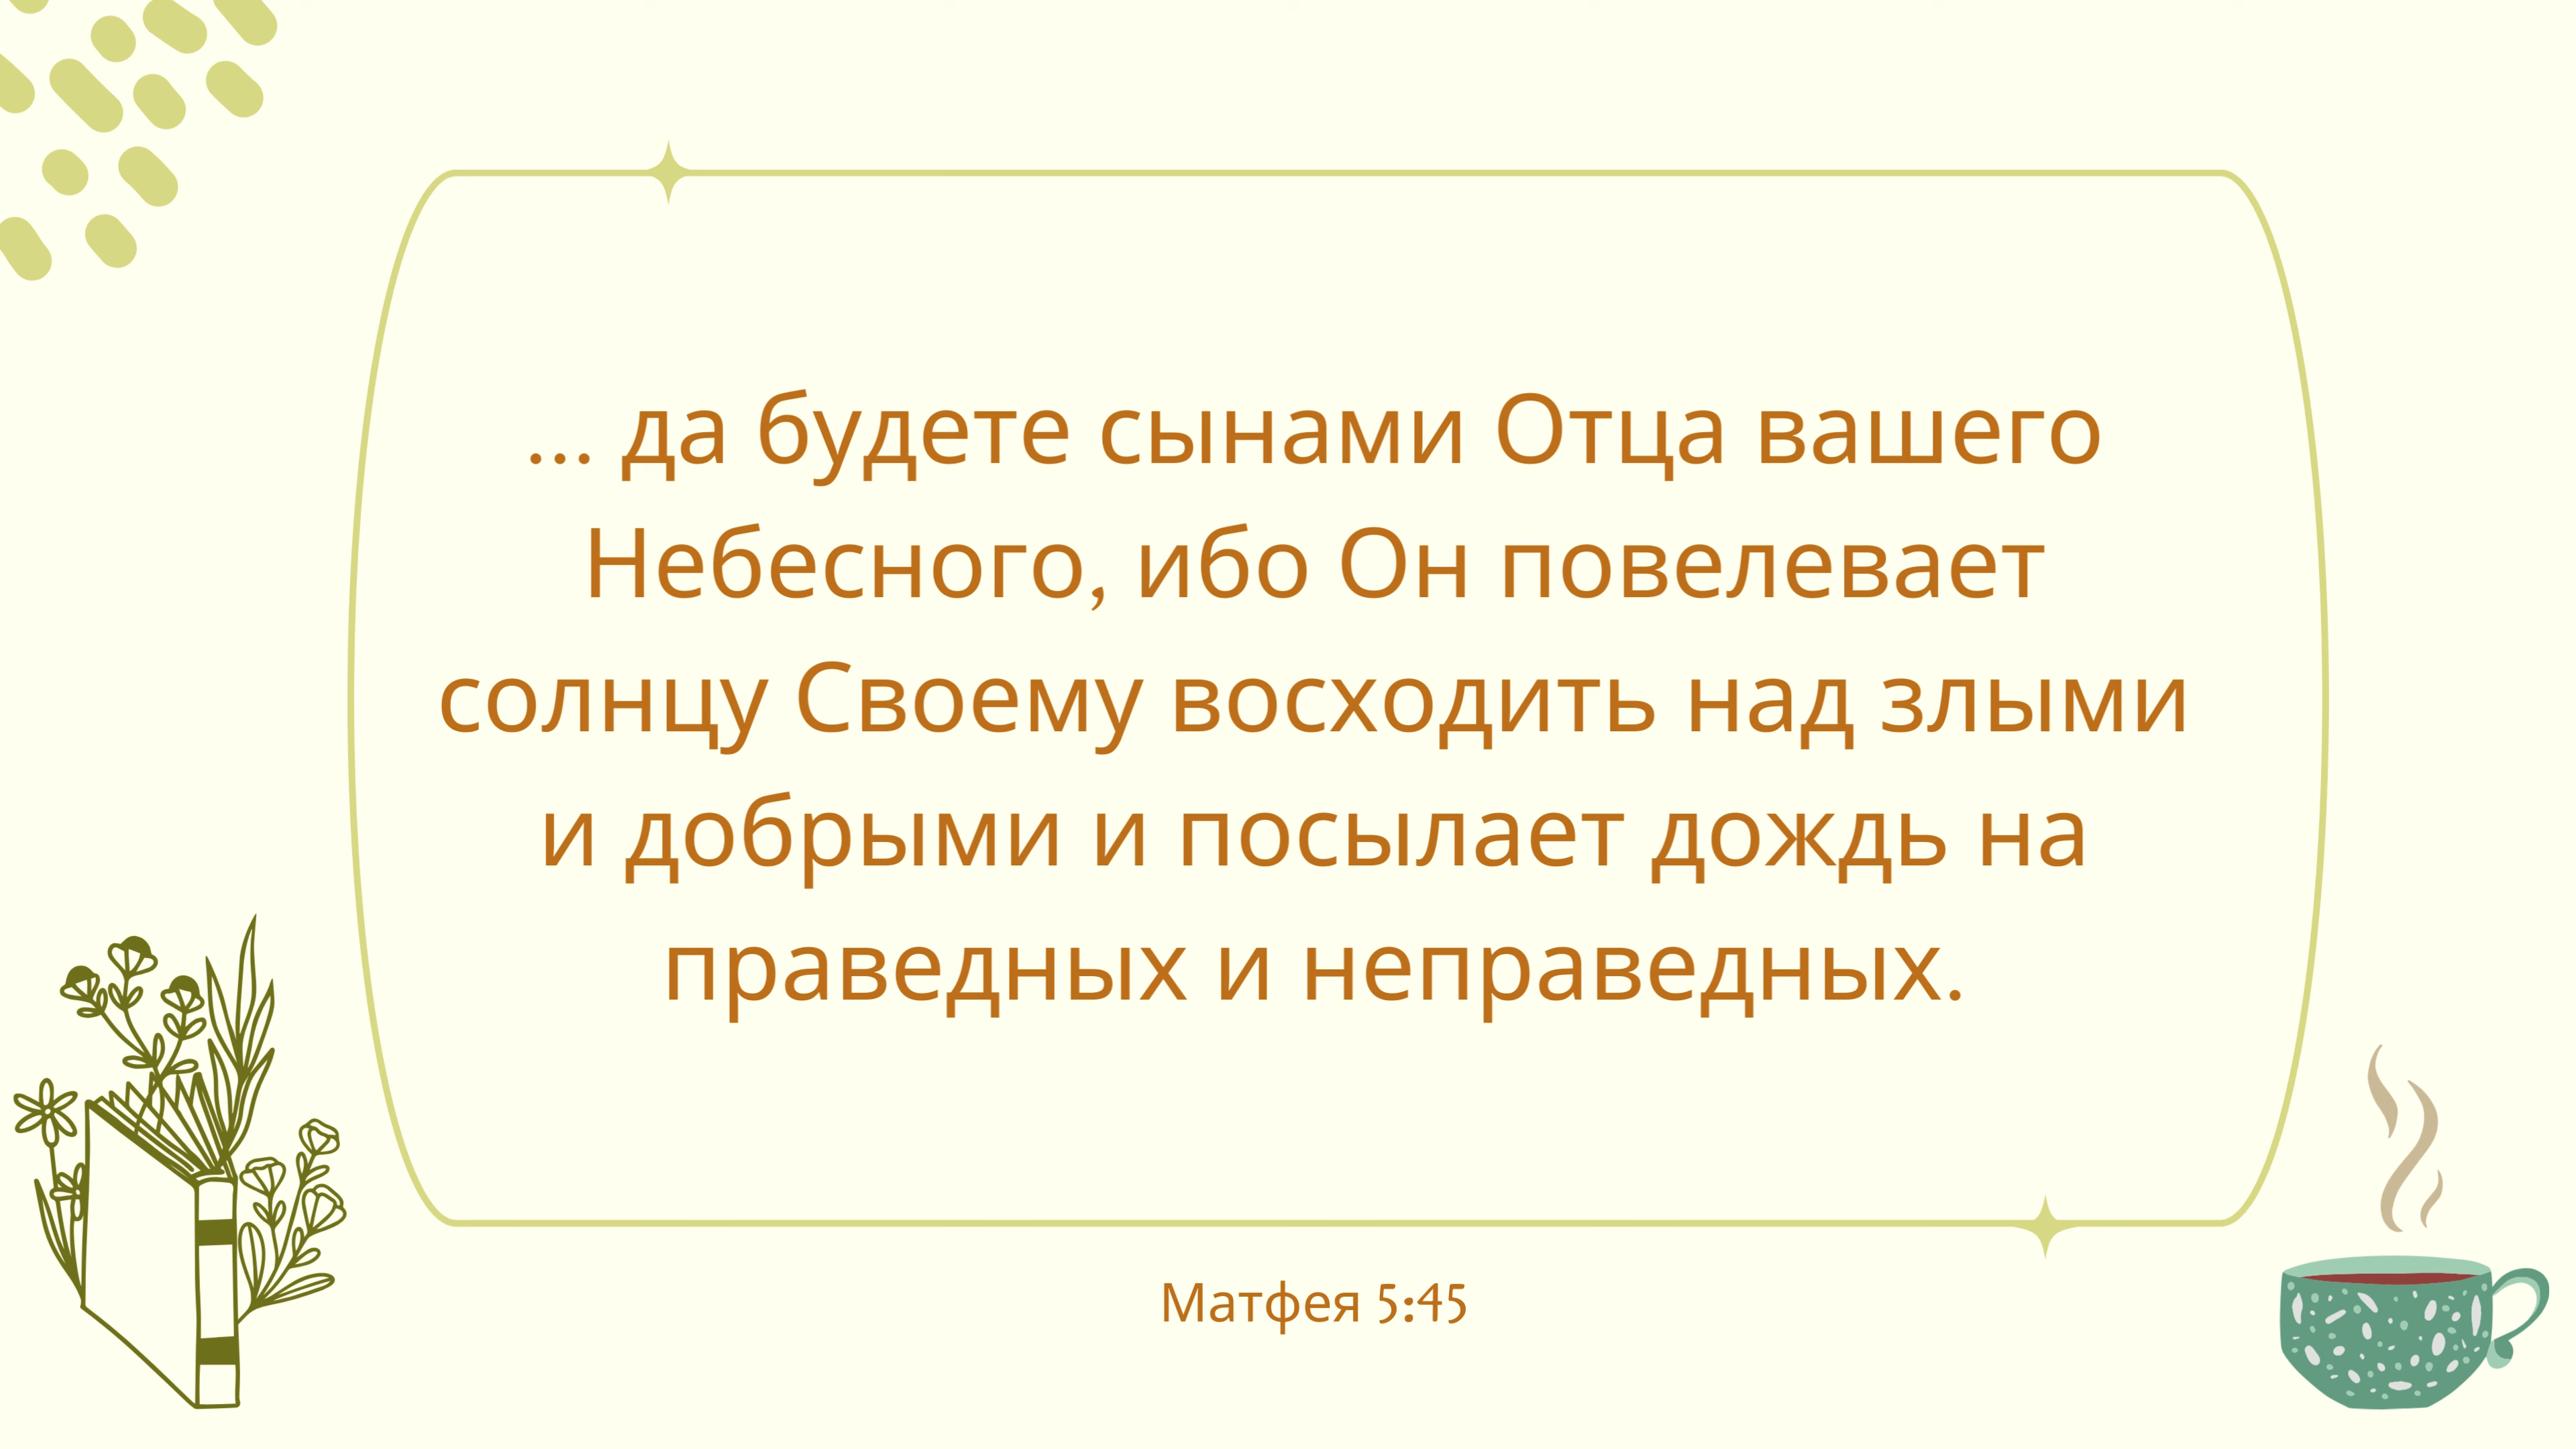 ... да будете сынами Отца вашего
Небесного, ибо Он повелевает
солнцу Своему восходить над злыми
и добрыми и посылает дождь на
праведных и неправедных.
Матфея 5:45